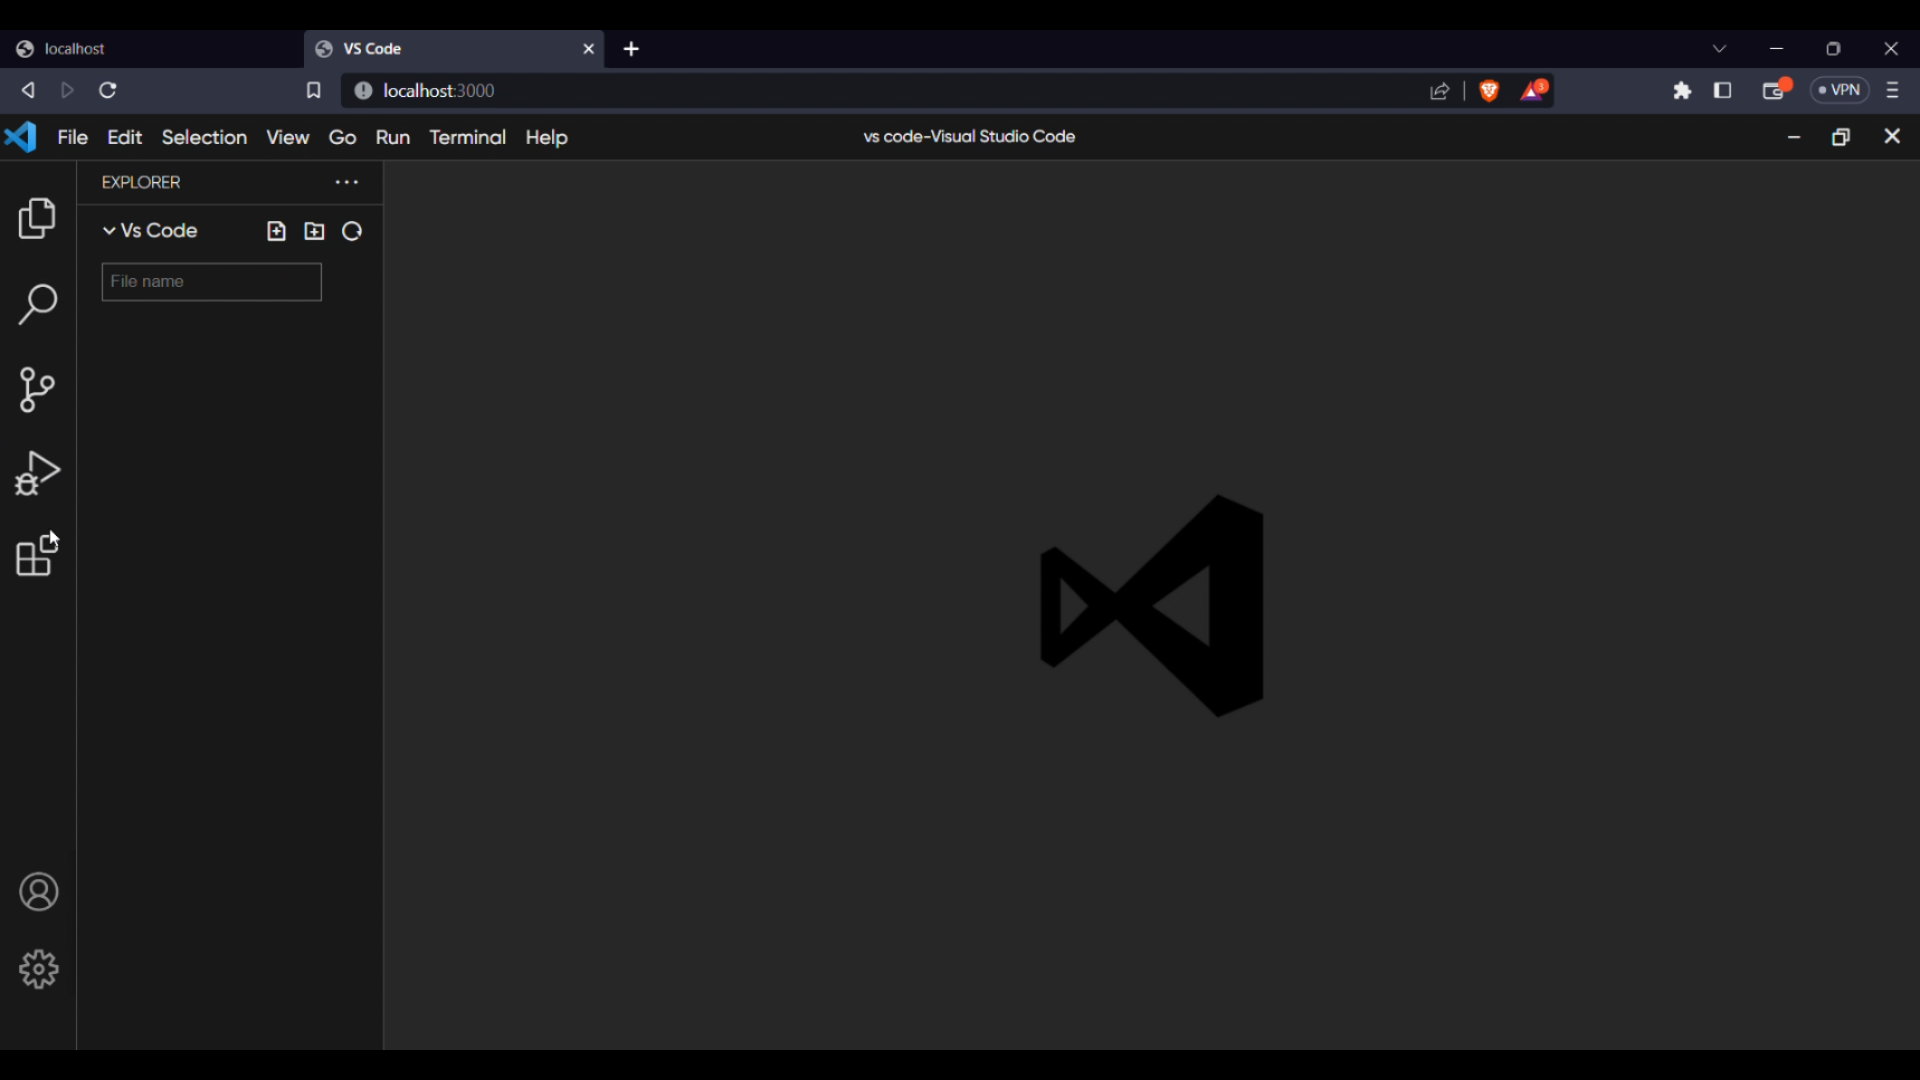 localhost
VS Code
localhost:3000
3
VPN
File Edit Selection View Go Run Terminal Help
vs code-Visual Studio Code
EXPLORER
Vs Code
File name